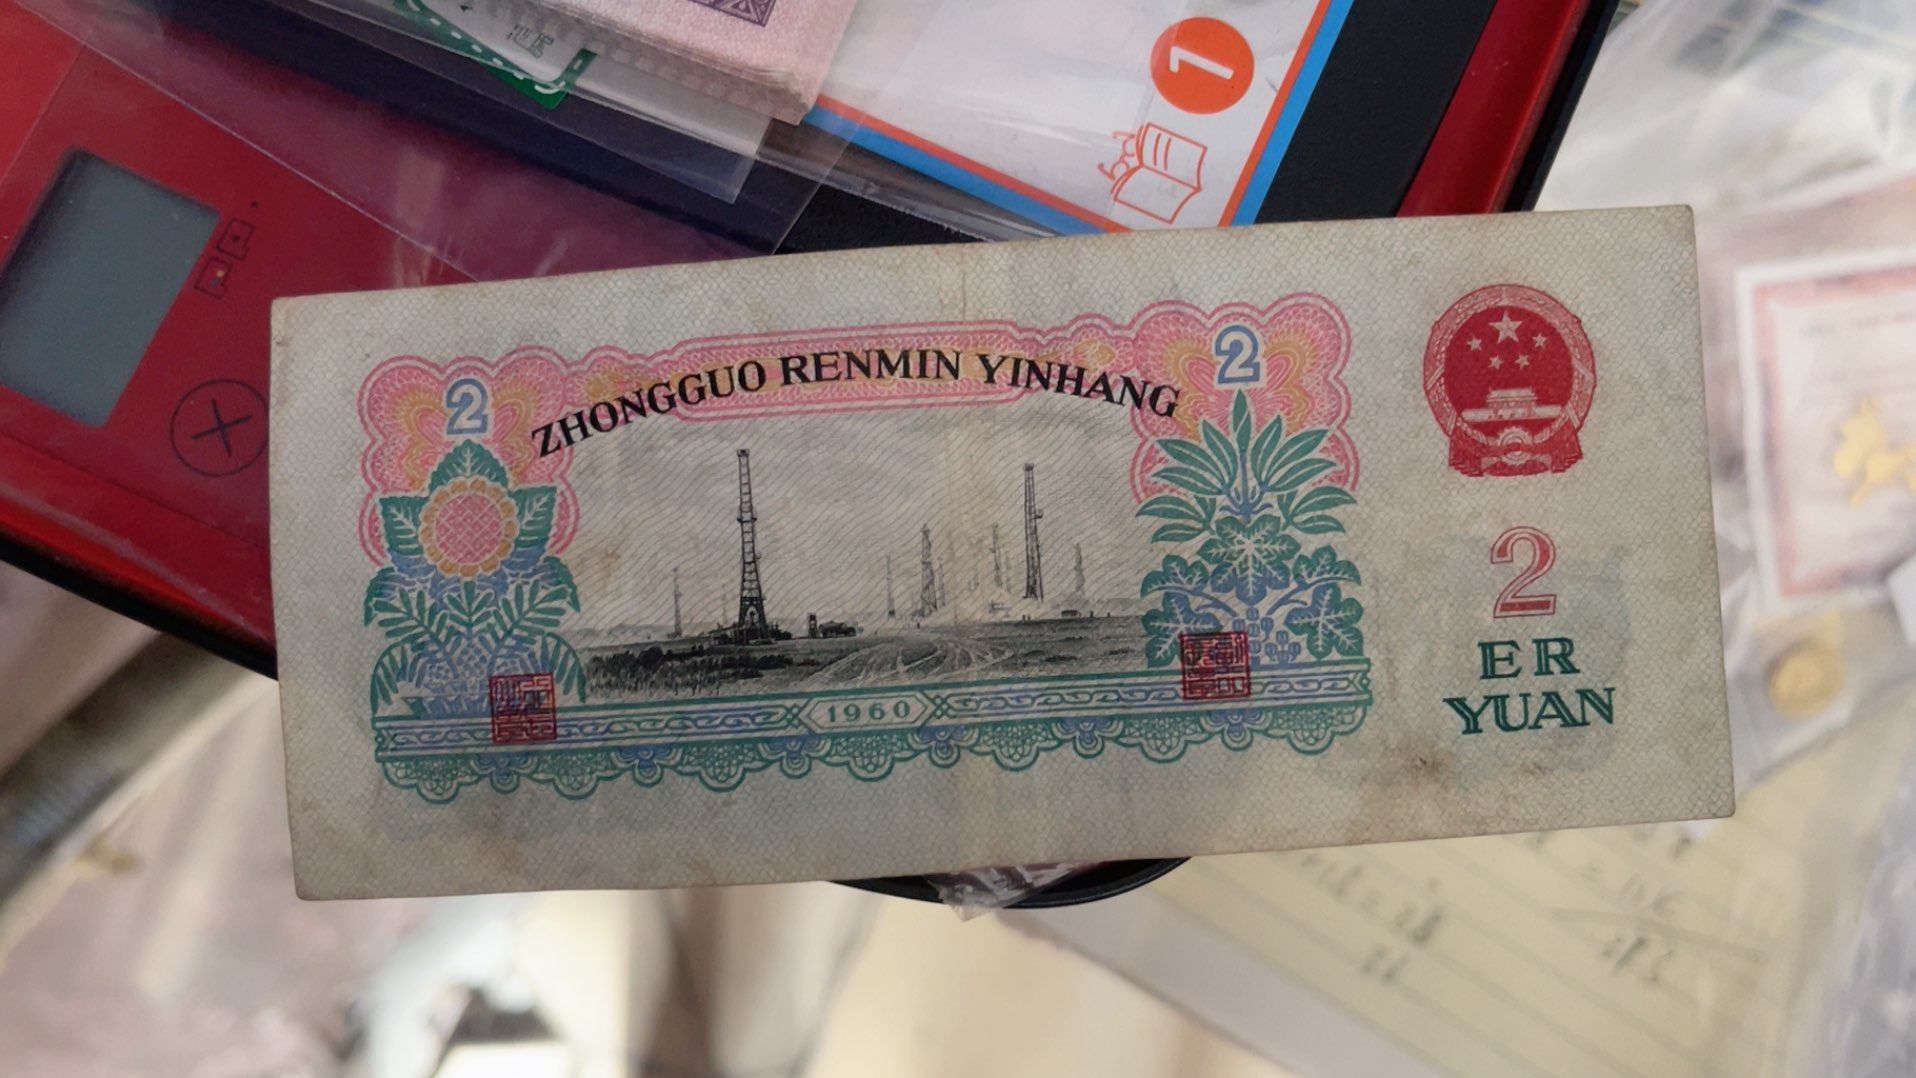 1
ZHONGGUO RENMIN YINHANG
2
2
1960
2
ER
YUAN